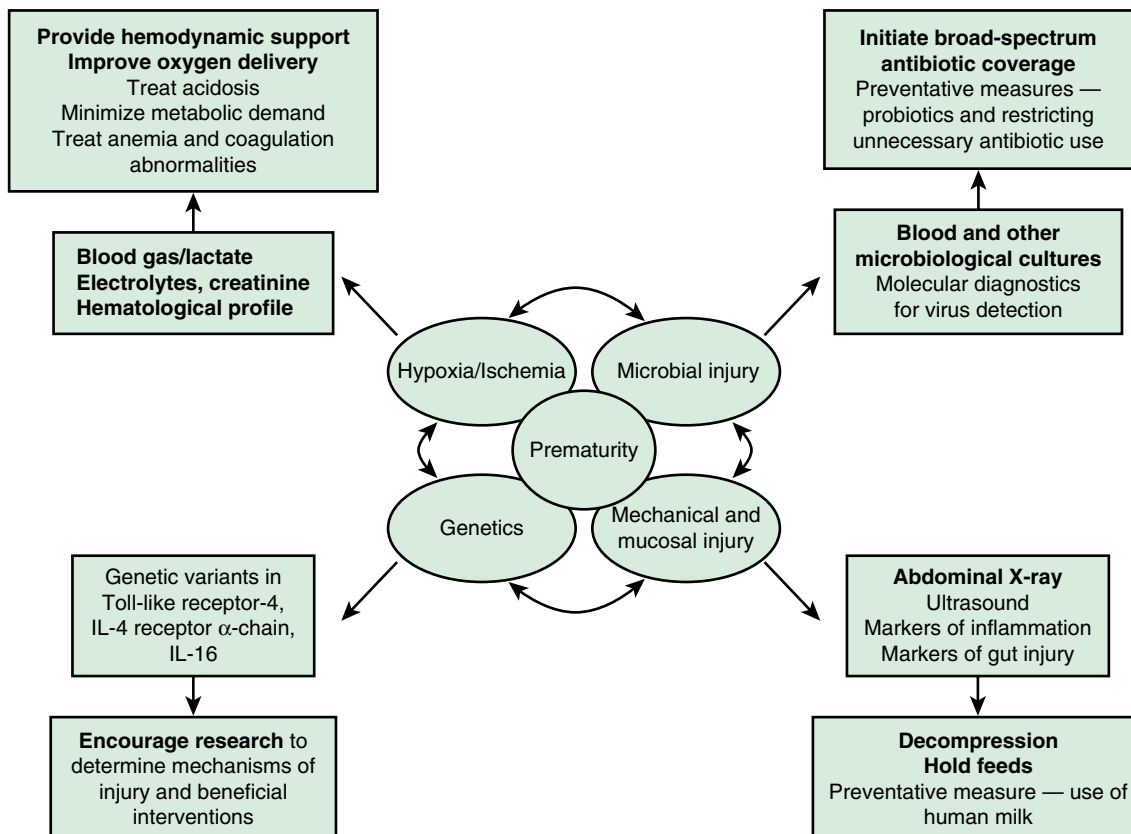 Provide hemodynamic support
Improve oxygen delivery
Treat acidosis
Minimize metabolic demand
Treat anemia and coagulation
abnormalities
Initiate broad-spectrum
antibiotic coverage
Preventative measures —
probiotics and restricting
unnecessary antibiotic use
Blood gas/lactate
Electrolytes, creatinine
Hematological profile
Blood and other
microbiological cultures
Molecular diagnostics
for virus detection
Hypoxia/Ischemia
Microbial injury
Prematurity
Genetics
Mechanical and
mucosal injury
Genetic variants in
Toll-like receptor-4,
IL-4 receptor α-chain,
IL-16
Abdominal X-ray
Ultrasound
Markers of inflammation
Markers of gut injury
Encourage research to
determine mechanisms of
injury and beneficial
interventions
Decompression
Hold feeds
Preventative measure — use of
human milk